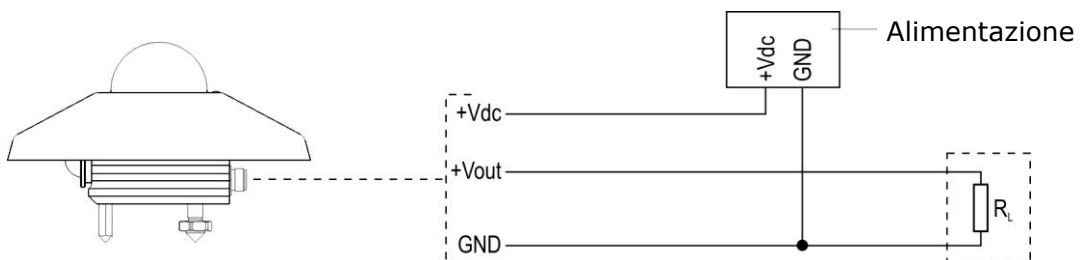 Alimentazione
+Vdc
GND
+Vdc
+Vout
RL
GND